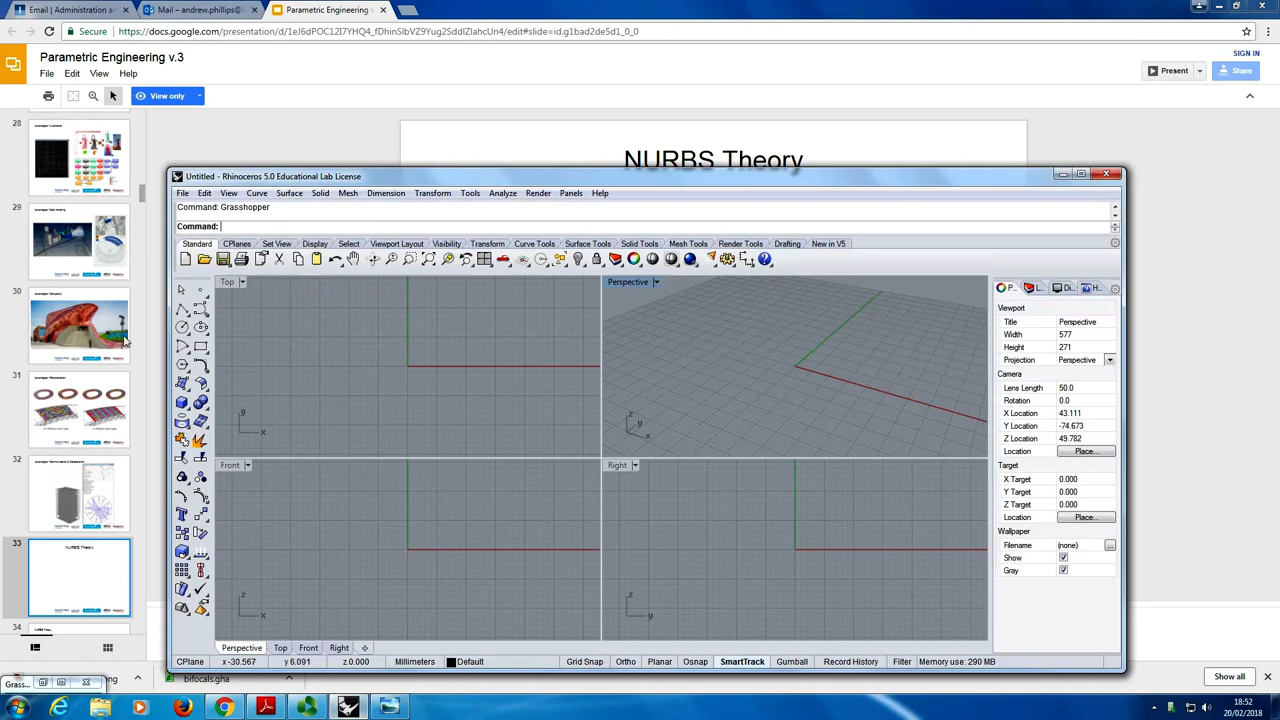 Email | Administration ar
Mail – andrew.phillips@
Parametric Engineering v.3
Secure
https://docs.google.com/presentation/d/1eJ6dPOC12I7YHQ4_fDhinSIbVZ9Yug2SddIZlahcUn4/edit#slide=id.g1bad2de5d1_0_0
Parametric Engineering v.3
SIGN IN
File Edit View Help
Present
Share
View only
28
29
30
31
32
33
NURBS Theory
34
NURBS Theory
NURBS Theory
Untitled - Rhinoceros 5.0 Educational Lab License
File Edit View Curve Surface Solid Mesh Dimension Transform Tools Analyze Render Panels Help
Command: Grasshopper
Command:
Standard CPlanes Set View Display Select Viewport Layout Visibility Transform Curve Tools Surface Tools Solid Tools Mesh Tools Render Tools Drafting New in V5
Top
y
x
Perspective
z
y
x
Front
z
x
Right
z
y
P... L... Di... H...
Viewport
Title Perspective
Width 577
Height 271
Projection Perspective
Camera
Lens Length 50.0
Rotation 0.0
X Location 43.111
Y Location -74.673
Z Location 49.782
Location Place...
Target
X Target 0.000
Y Target 0.000
Z Target 0.000
Location Place...
Wallpaper
Filename (none) ...
Show
Gray
Perspective Top Front Right
CPlane x -30.567 y 6.091 z 0.000 Millimeters Default Grid Snap Ortho Planar Osnap SmartTrack Gumball Record History Filter Memory use: 290 MB
Grass...
ng
bifocals.gha
Show all
18:52
20/02/2018